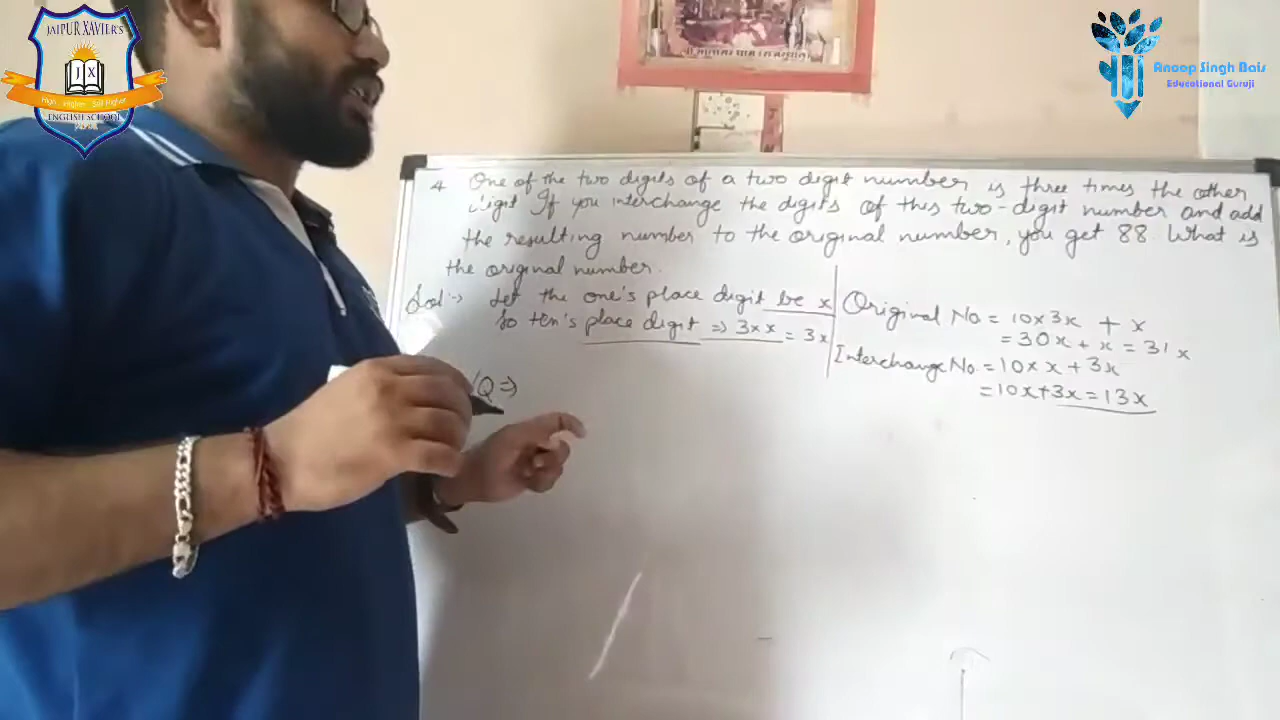 JAIPUR XAVIER'S
J X
High Higher Still Higher
ENGLISH SCHOOL
Anoop Singh Bais
Educational Guruji
4 One of the two digits of a two digit number is three times the other
digit If you interchange the digits of this two-digit number and add
the resulting number to the original number, you get 88. What is
the original number.
Sol :→ Let the one's place digit be x
So ten's place digit ⇒ 3×x = 3x
/Q ⇒
Original No = 10×3x + x
= 30x + x = 31x
Interchange No. = 10×x + 3x
= 10x+3x = 13x